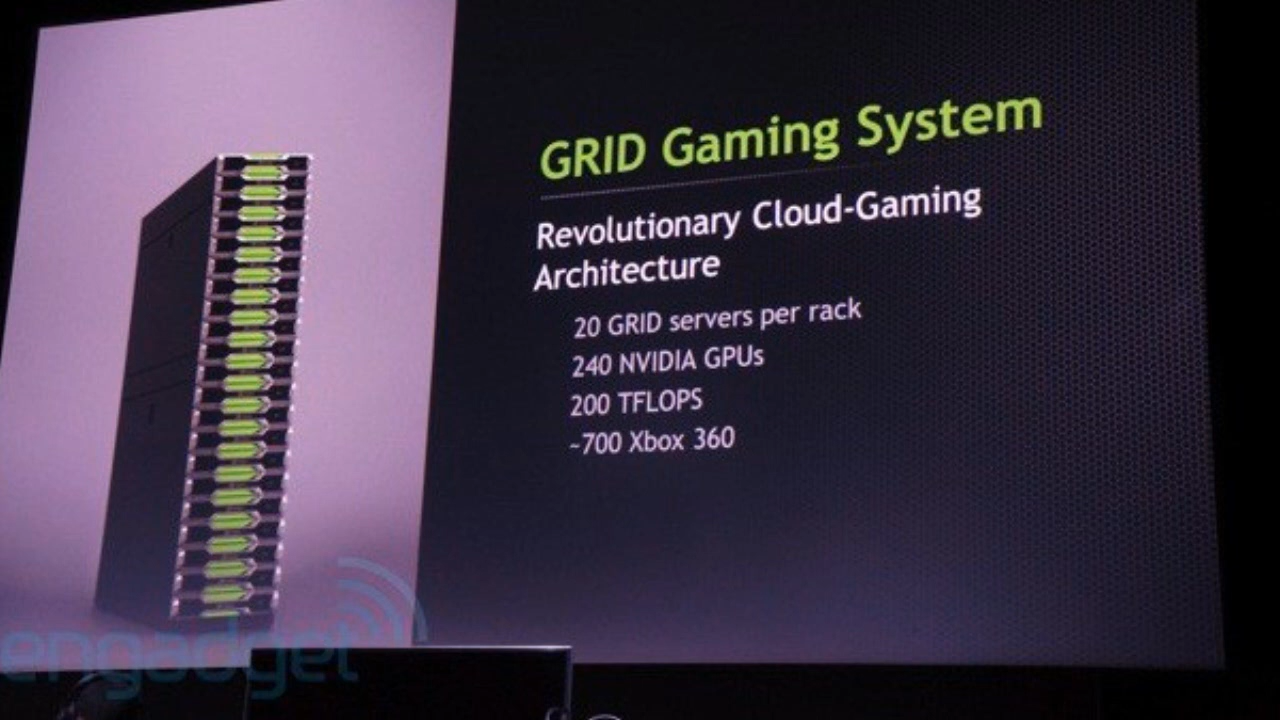 GRID Gaming System
Revolutionary Cloud-Gaming
Architecture
20 GRID servers per rack
240 NVIDIA GPUs
200 TFLOPS
~700 Xbox 360
engadget